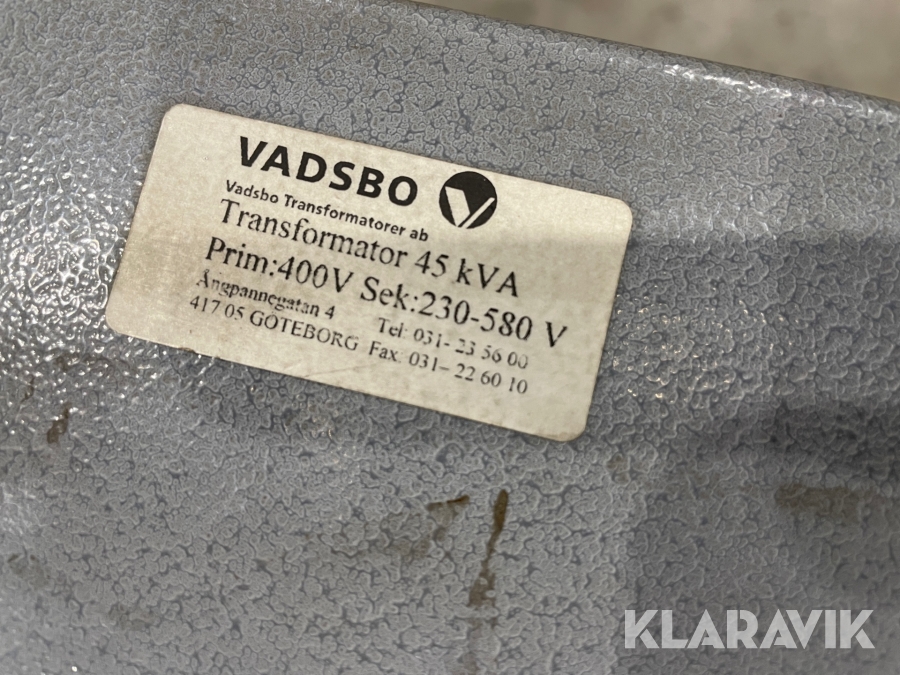 VADSBO
Vadsbo Transformatorer ab
Transformator 45 kVA
Prim:400V Sek:230-580 V
Ångpannegatan 4 Tel: 031- 23 56 00
417 05 GÖTEBORG Fax: 031- 22 60 10
KLARAVIK